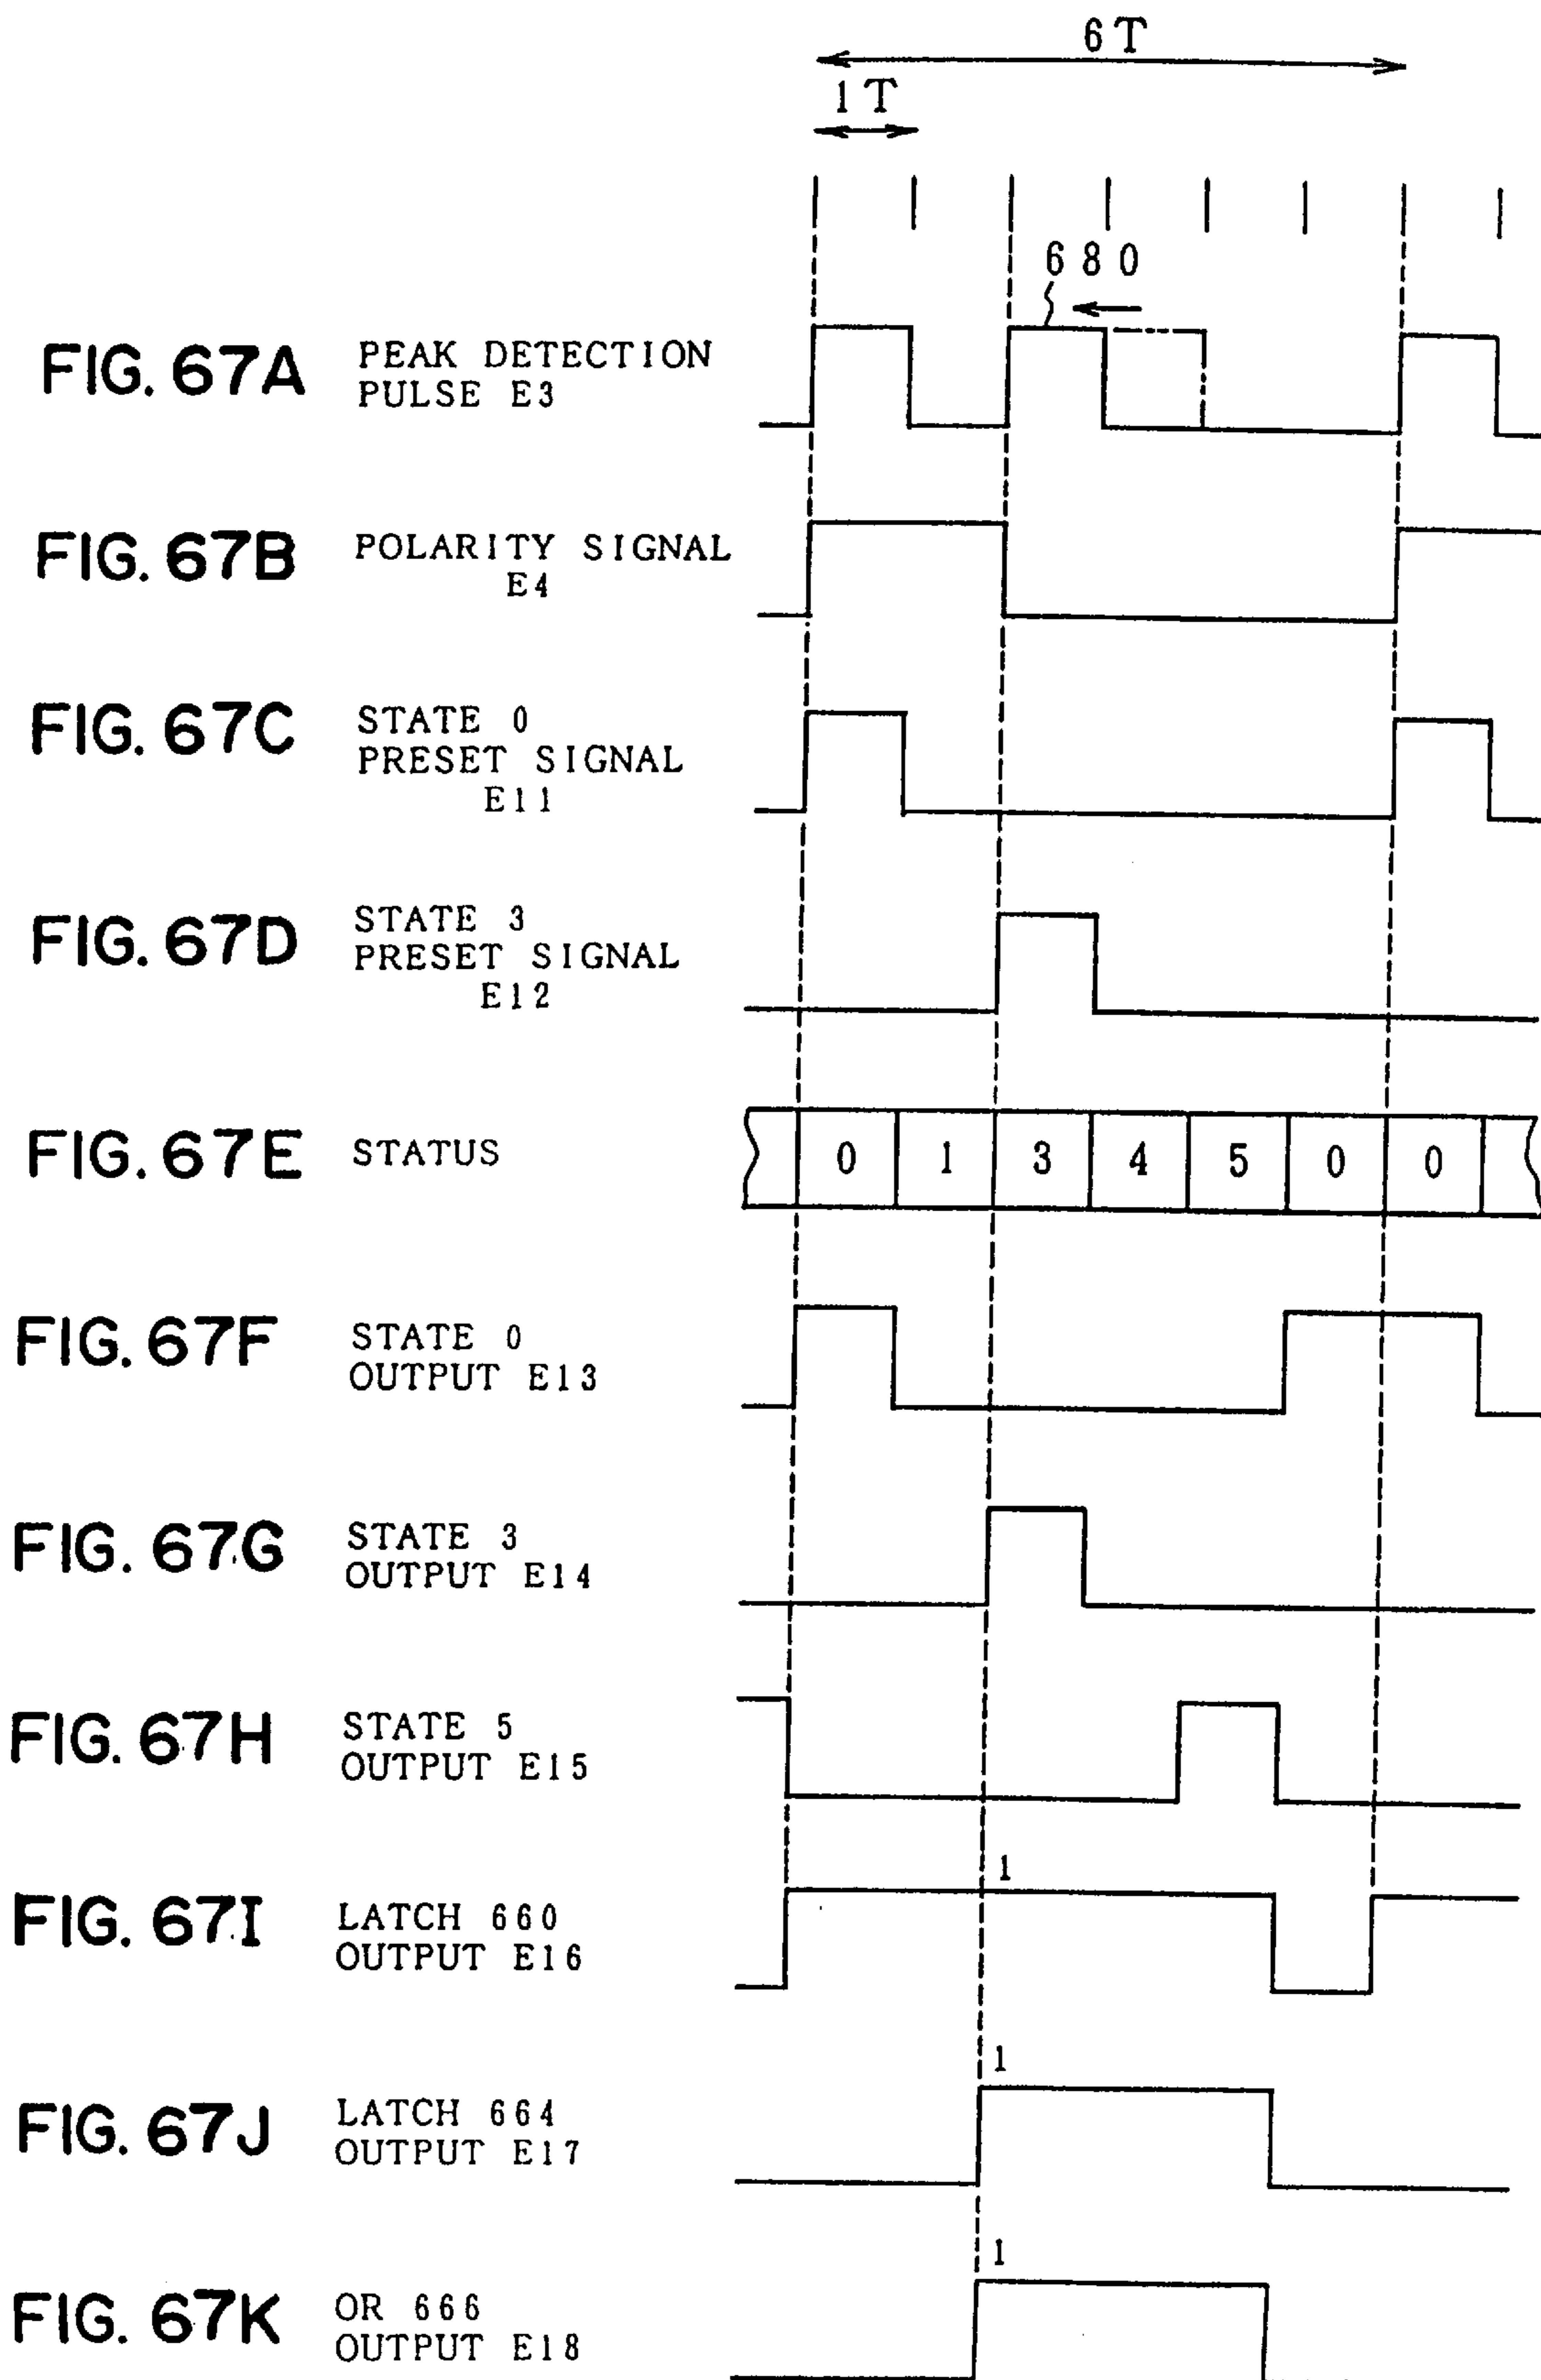 6T
1T
680
FIG. 67A PEAK DETECTION
PULSE E3
FIG. 67B POLARITY SIGNAL
E4
FIG. 67C STATE 0
PRESET SIGNAL
E11
FIG. 67D STATE 3
PRESET SIGNAL
E12
FIG. 67E STATUS 0 1 3 4 5 0 0
FIG. 67F STATE 0
OUTPUT E13
FIG. 67G STATE 3
OUTPUT E14
FIG. 67H STATE 5
OUTPUT E15
1
FIG. 67I LATCH 660
OUTPUT E16
1
FIG. 67J LATCH 664
OUTPUT E17
1
FIG. 67K OR 666
OUTPUT E18